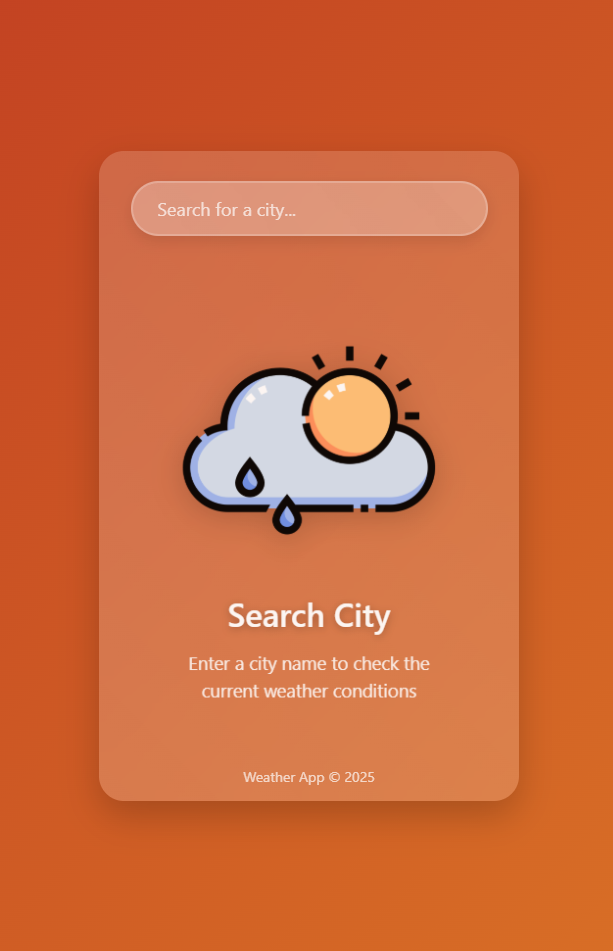 Search for a city...
Search City
Enter a city name to check the
current weather conditions
Weather App © 2025